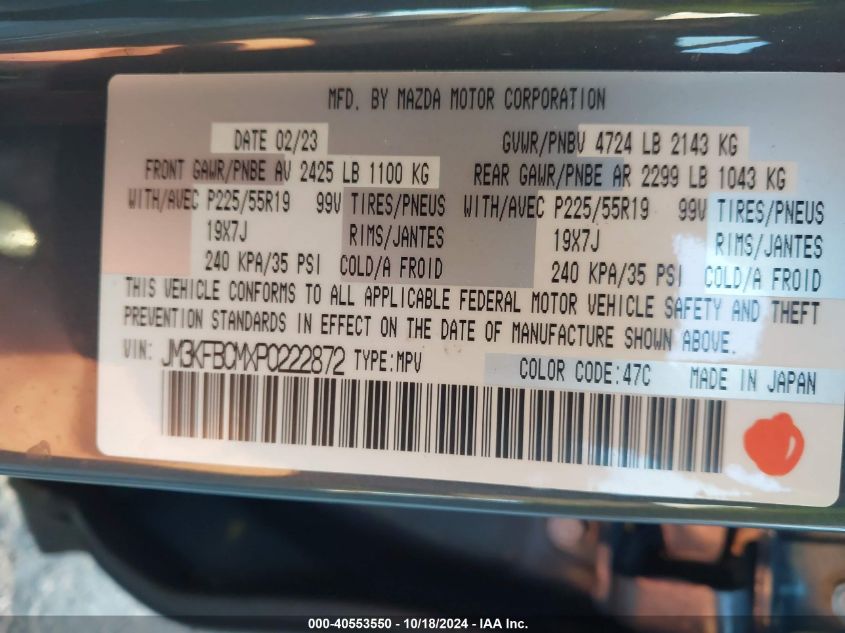 MFD. BY MAZDA MOTOR CORPORATION
DATE 02/23 GVWR/PNBV 4724 LB 2143 KG
FRONT GAWR/PNBE AV 2425 LB 1100 KG REAR GAWR/PNBE AR 2299 LB 1043 KG
WITH/AVEC P225/55R19 99V TIRES/PNEUS WITH/AVEC P225/55R19 99V TIRES/PNEUS
19X7J RIMS/JANTES 19X7J RIMS/JANTES
240 KPA/35 PSI COLD/A FROID 240 KPA/35 PSI COLD/A FROID
THIS VEHICLE CONFORMS TO ALL APPLICABLE FEDERAL MOTOR VEHICLE SAFETY AND THEFT
PREVENTION STANDARDS IN EFFECT ON THE DATE OF MANUFACTURE SHOWN ABOVE.
VIN: JM3KFBCMXP0222872 TYPE:MPV COLOR CODE:47C MADE IN JAPAN
000-40553550 - 10/18/2024 - IAA Inc.